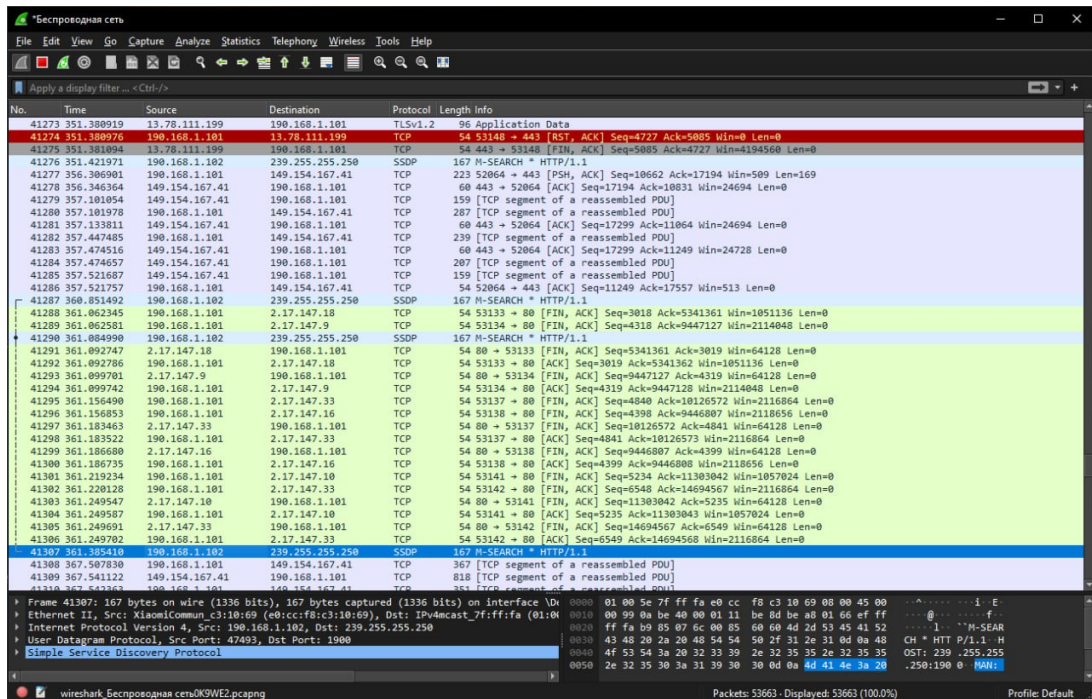 *Беспроводная сеть
File Edit View Go Capture Analyze Statistics Telephony Wireless Tools Help
Apply a display filter ... <Ctrl-/>
No. Time Source Destination Protocol Length Info
41273 351.380919 13.78.111.199 190.168.1.101 TLSv1.2 96 Application Data
41274 351.380976 190.168.1.101 13.78.111.199 TCP 54 53148 → 443 [RST, ACK] Seq=4727 Ack=5085 Win=0 Len=0
41275 351.381094 13.78.111.199 190.168.1.101 TCP 54 443 → 53148 [FIN, ACK] Seq=5085 Ack=4727 Win=4194560 Len=0
41276 351.421971 190.168.1.102 239.255.255.250 SSDP 167 M-SEARCH * HTTP/1.1
41277 356.306901 190.168.1.101 149.154.167.41 TCP 223 52064 → 443 [PSH, ACK] Seq=10662 Ack=17194 Win=509 Len=169
41278 356.346364 149.154.167.41 190.168.1.101 TCP 60 443 → 52064 [ACK] Seq=17194 Ack=10831 Win=24694 Len=0
41279 357.101054 149.154.167.41 190.168.1.101 TCP 159 [TCP segment of a reassembled PDU]
41280 357.101978 190.168.1.101 149.154.167.41 TCP 287 [TCP segment of a reassembled PDU]
41281 357.133811 149.154.167.41 190.168.1.101 TCP 60 443 → 52064 [ACK] Seq=17299 Ack=11064 Win=24694 Len=0
41282 357.447485 190.168.1.101 149.154.167.41 TCP 239 [TCP segment of a reassembled PDU]
41283 357.474516 149.154.167.41 190.168.1.101 TCP 60 443 → 52064 [ACK] Seq=17299 Ack=11249 Win=24728 Len=0
41284 357.474657 149.154.167.41 190.168.1.101 TCP 207 [TCP segment of a reassembled PDU]
41285 357.521687 149.154.167.41 190.168.1.101 TCP 159 [TCP segment of a reassembled PDU]
41286 357.521757 190.168.1.101 149.154.167.41 TCP 54 52064 → 443 [ACK] Seq=11249 Ack=17557 Win=513 Len=0
41287 360.851492 190.168.1.102 239.255.255.250 SSDP 167 M-SEARCH * HTTP/1.1
41288 361.062345 190.168.1.101 2.17.147.18 TCP 54 53133 → 80 [FIN, ACK] Seq=3018 Ack=5341361 Win=1051136 Len=0
41289 361.062581 190.168.1.101 2.17.147.9 TCP 54 53134 → 80 [FIN, ACK] Seq=4318 Ack=9447127 Win=2114048 Len=0
41290 361.084990 190.168.1.102 239.255.255.250 SSDP 167 M-SEARCH * HTTP/1.1
41291 361.092747 2.17.147.18 190.168.1.101 TCP 54 80 → 53133 [FIN, ACK] Seq=5341361 Ack=3019 Win=64128 Len=0
41292 361.092786 190.168.1.101 2.17.147.18 TCP 54 53133 → 80 [ACK] Seq=3019 Ack=5341362 Win=1051136 Len=0
41293 361.099701 2.17.147.9 190.168.1.101 TCP 54 80 → 53134 [FIN, ACK] Seq=9447127 Ack=4319 Win=64128 Len=0
41294 361.099742 190.168.1.101 2.17.147.9 TCP 54 53134 → 80 [ACK] Seq=4319 Ack=9447128 Win=2114048 Len=0
41295 361.156490 190.168.1.101 2.17.147.33 TCP 54 53137 → 80 [FIN, ACK] Seq=4840 Ack=10126572 Win=2116864 Len=0
41296 361.156853 190.168.1.101 2.17.147.16 TCP 54 53138 → 80 [FIN, ACK] Seq=4398 Ack=9446807 Win=2118656 Len=0
41297 361.183463 2.17.147.33 190.168.1.101 TCP 54 80 → 53137 [FIN, ACK] Seq=10126572 Ack=4841 Win=64128 Len=0
41298 361.183522 190.168.1.101 2.17.147.33 TCP 54 53137 → 80 [ACK] Seq=4841 Ack=10126573 Win=2116864 Len=0
41299 361.186680 2.17.147.16 190.168.1.101 TCP 54 80 → 53138 [FIN, ACK] Seq=9446807 Ack=4399 Win=64128 Len=0
41300 361.186735 190.168.1.101 2.17.147.16 TCP 54 53138 → 80 [ACK] Seq=4399 Ack=9446808 Win=2118656 Len=0
41301 361.219234 190.168.1.101 2.17.147.10 TCP 54 53141 → 80 [FIN, ACK] Seq=5234 Ack=11303042 Win=1057024 Len=0
41302 361.220128 190.168.1.101 2.17.147.33 TCP 54 53142 → 80 [FIN, ACK] Seq=6548 Ack=14694567 Win=2116864 Len=0
41303 361.249547 2.17.147.10 190.168.1.101 TCP 54 80 → 53141 [FIN, ACK] Seq=11303042 Ack=5235 Win=64128 Len=0
41304 361.249587 190.168.1.101 2.17.147.10 TCP 54 53141 → 80 [ACK] Seq=5235 Ack=11303043 Win=1057024 Len=0
41305 361.249691 2.17.147.33 190.168.1.101 TCP 54 80 → 53142 [FIN, ACK] Seq=14694567 Ack=6549 Win=64128 Len=0
41306 361.249702 190.168.1.101 2.17.147.33 TCP 54 53142 → 80 [ACK] Seq=6549 Ack=14694568 Win=2116864 Len=0
41307 361.385410 190.168.1.102 239.255.255.250 SSDP 167 M-SEARCH * HTTP/1.1
41308 367.507830 190.168.1.101 149.154.167.41 TCP 367 [TCP segment of a reassembled PDU]
41309 367.541122 149.154.167.41 190.168.1.101 TCP 818 [TCP segment of a reassembled PDU]
41310 367.542363 190.168.1.101 149.154.167.41 TCP 351 [TCP segment of a reassembled PDU]
Frame 41307: 167 bytes on wire (1336 bits), 167 bytes captured (1336 bits) on interface \De
Ethernet II, Src: XiaomiCommun_c3:10:69 (e0:cc:f8:c3:10:69), Dst: IPv4mcast_7f:ff:fa (01:00
Internet Protocol Version 4, Src: 190.168.1.102, Dst: 239.255.255.250
User Datagram Protocol, Src Port: 47493, Dst Port: 1900
Simple Service Discovery Protocol
0000 01 00 5e 7f ff fa e0 cc f8 c3 10 69 08 00 45 00 ··^····· ···i··E·
0010 00 99 0a be 40 00 01 11 be 8d be a8 01 66 ef ff ····@··· ·····f··
0020 ff fa b9 85 07 6c 00 85 60 60 4d 2d 53 45 41 52 ·····l·· ``M-SEAR
0030 43 48 20 2a 20 48 54 54 50 2f 31 2e 31 0d 0a 48 CH * HTT P/1.1··H
0040 4f 53 54 3a 20 32 33 39 2e 32 35 35 2e 32 35 35 OST: 239 .255.255
0050 2e 32 35 30 3a 31 39 30 30 0d 0a 4d 41 4e 3a 20 .250:190 0··MAN:
wireshark_Беспроводная сеть0K9WE2.pcapng Packets: 53663 · Displayed: 53663 (100.0%) Profile: Default